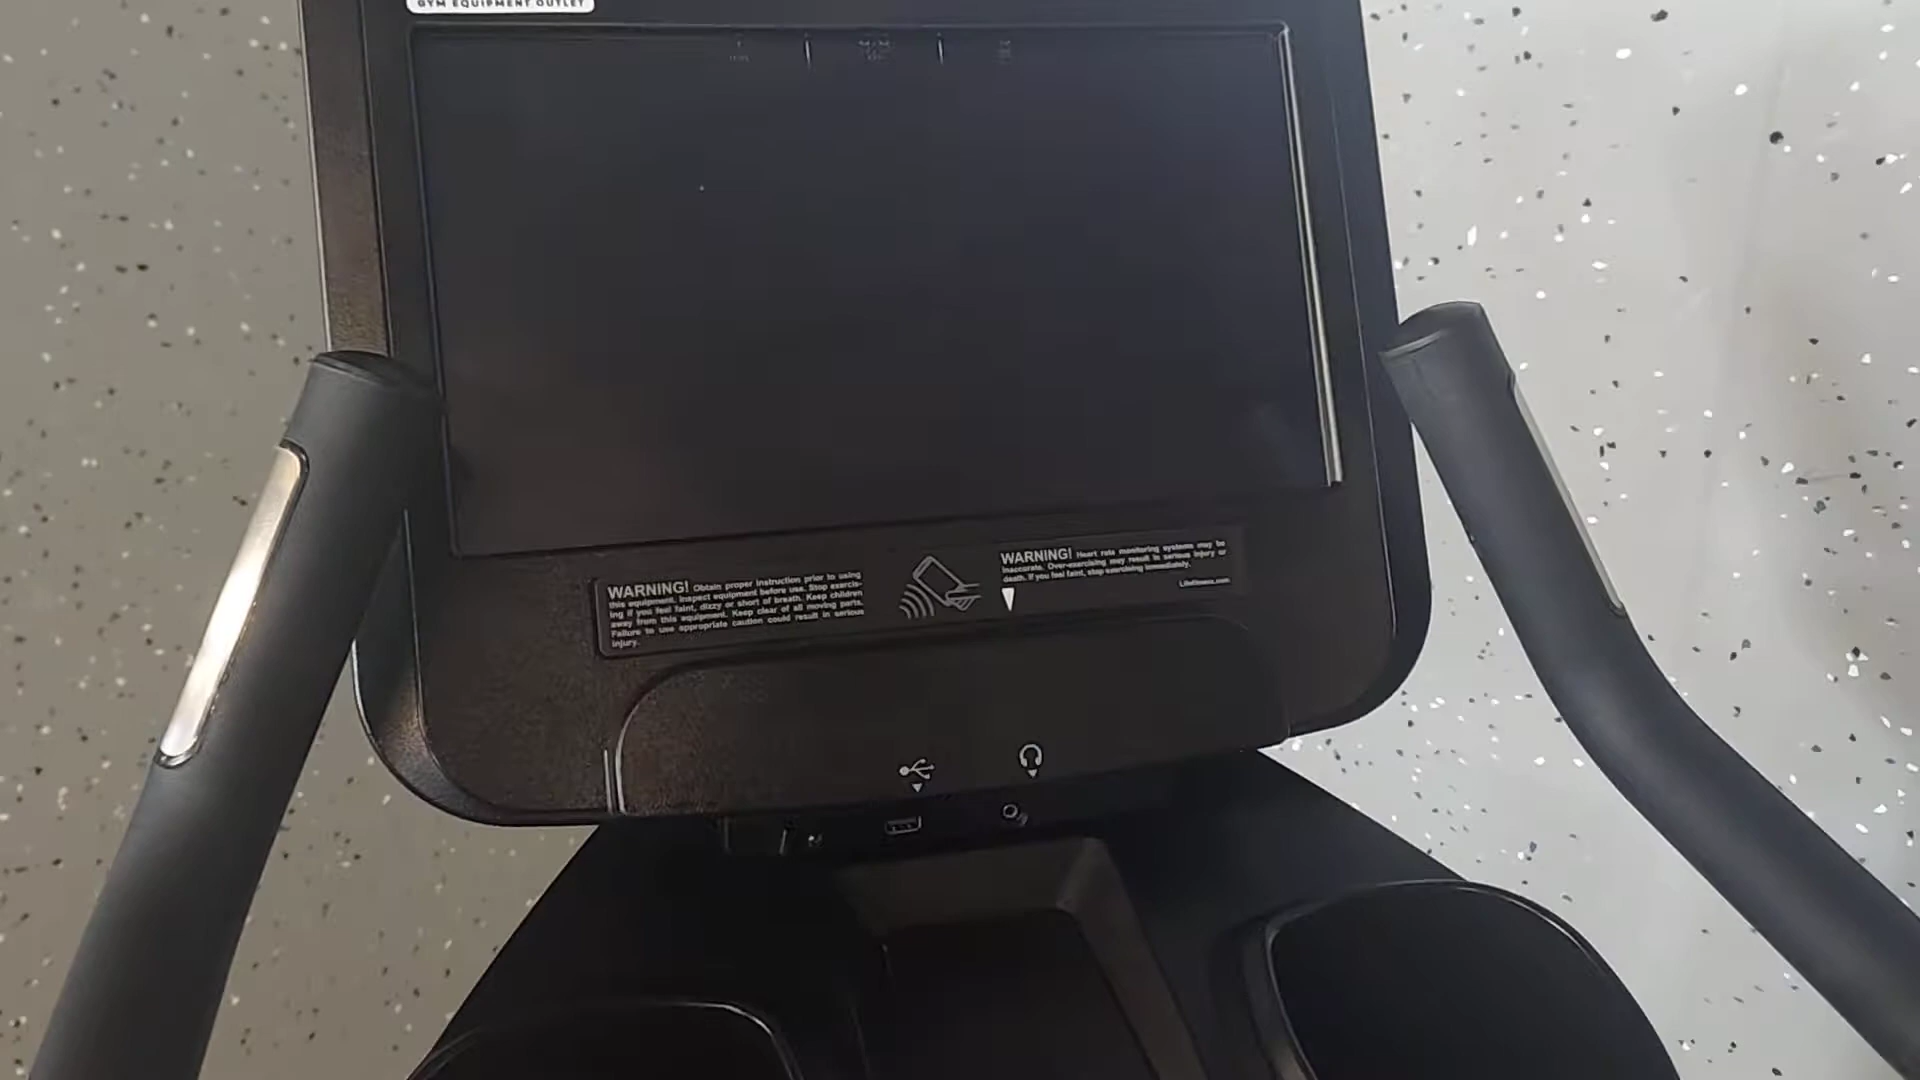 GYM EQUIPMENT OUTLET
WARNING! Obtain proper instruction prior to using
this equipment. Inspect equipment before use. Stop exercis-
ing if you feel faint, dizzy or short of breath. Keep children
away from this equipment. Keep clear of all moving parts.
Failure to use appropriate caution could result in serious
injury.
WARNING! Heart rate monitoring systems may be
inaccurate. Over-exercising may result in serious injury or
death. If you feel faint, stop exercising immediately.
Lifefitness.com